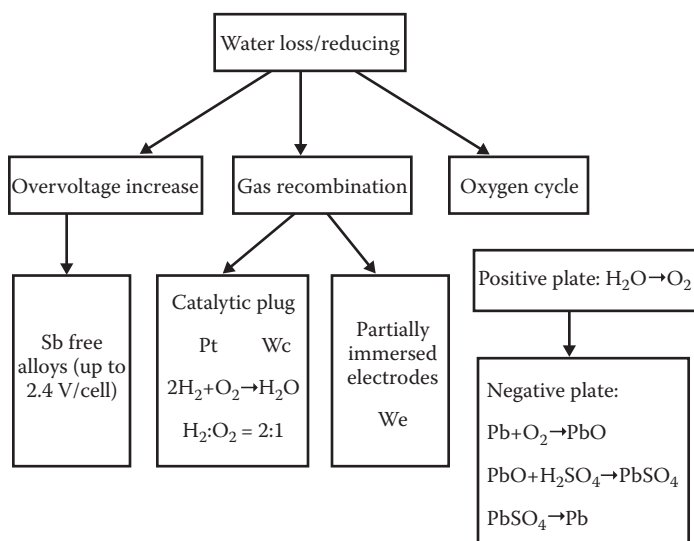 Water loss/reducing
Overvoltage increase
Gas recombination
Oxygen cycle
Sb free
alloys (up to
2.4 V/cell)
Catalytic plug
Pt Wc
2H₂+O₂→H₂O
H₂:O₂ = 2:1
Partially
immersed
electrodes
We
Positive plate: H₂O→O₂
Negative plate:
Pb+O₂→PbO
PbO+H₂SO₄→PbSO₄
PbSO₄→Pb